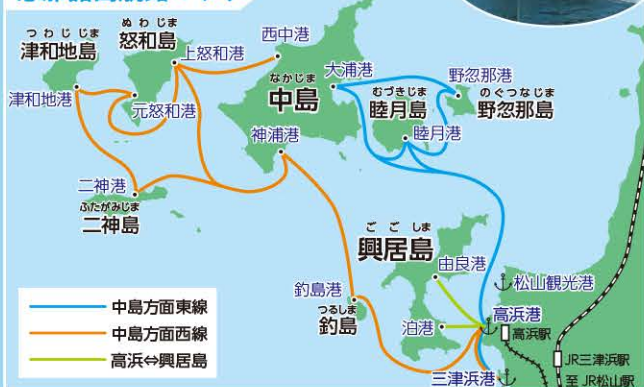 つわじじま
津和地島
ぬわじま
怒和島
上怒和港
西中港
津和地港
元怒和港
なかじま
中島
大浦港
むづきじま
睦月島
睦月港
野忽那港
のぐつなじま
野忽那島
神浦港
二神港
ふたがみじま
二神島
ごごしま
興居島
由良港
釣島港
つるしま
釣島
泊港
松山観光港
高浜港
高浜駅
三津浜港
JR三津浜駅
至 JR松山駅
中島方面東線
中島方面西線
高浜⇔興居島